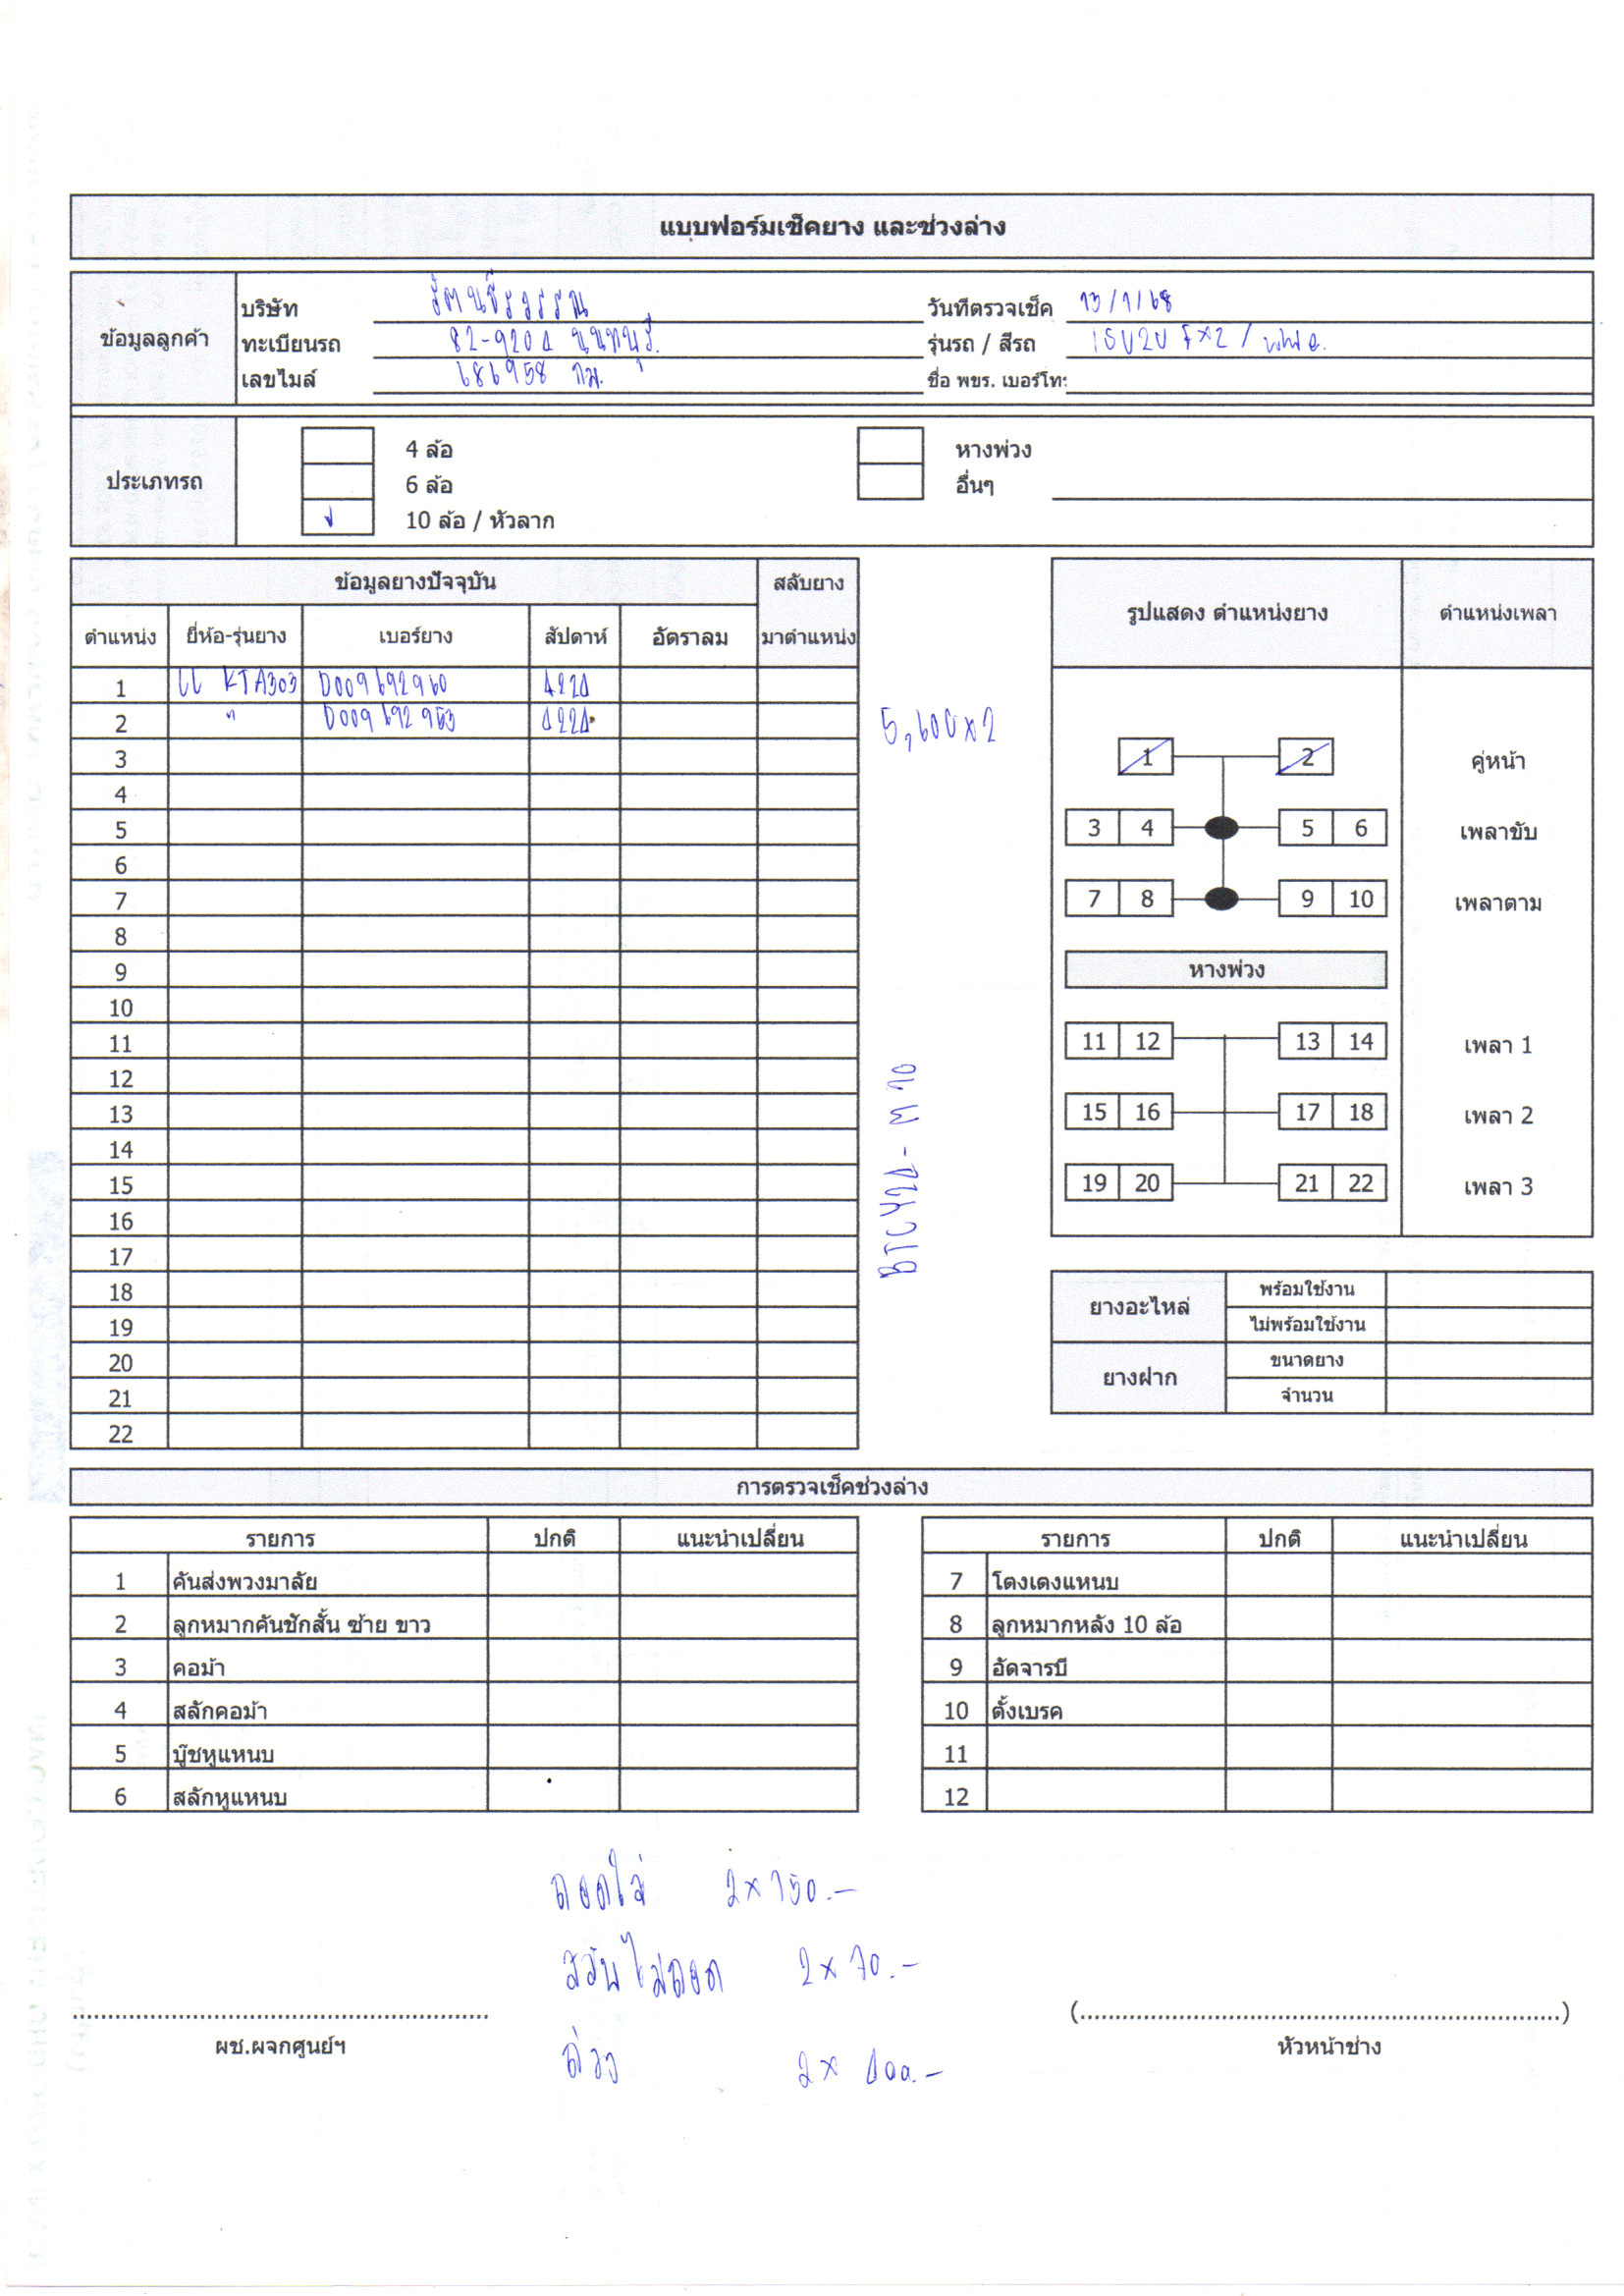 แบบฟอร์มเช็คยาง และช่วงล่าง
ข้อมูลลูกค้า
บริษัท
วันที่ตรวจเช็ค 13/1/68
ทะเบียนรถ 82-9204 นนทบุรี
รุ่นรถ / สีรถ ISUZU FX2 /
เลขไมล์ 686958 กม.
ชื่อ พขร. เบอร์โทร
ประเภทรถ
4 ล้อ
หางพ่วง
6 ล้อ
อื่นๆ
✓ 10 ล้อ / หัวลาก
ข้อมูลยางปัจจุบัน สลับยาง
ตำแหน่ง ยี่ห้อ-รุ่นยาง เบอร์ยาง สัปดาห์ อัตราลม มาตำแหน่ง
1 LL KTA303 D009692960 4224
2 " D009692953 4224
3
4
5
6
7
8
9
10
11
12
13
14
15
16
17
18
19
20
21
22
5,600x2
รูปแสดง ตำแหน่งยาง ตำแหน่งเพลา
1 2 คู่หน้า
3 4 5 6 เพลาขับ
7 8 9 10 เพลาตาม
หางพ่วง
11 12 13 14 เพลา 1
15 16 17 18 เพลา 2
19 20 21 22 เพลา 3
ยางอะไหล่ พร้อมใช้งาน
ไม่พร้อมใช้งาน
ยางฝาก ขนาดยาง
จำนวน
การตรวจเช็คช่วงล่าง
รายการ ปกติ แนะนำเปลี่ยน
1 คันส่งพวงมาลัย
2 ลูกหมากคันชักสั้น ซ้าย ขาว
3 คอม้า
4 สลักคอม้า
5 บู๊ชหูแหนบ
6 สลักหูแหนบ
รายการ ปกติ แนะนำเปลี่ยน
7 โตงเตงแหนบ
8 ลูกหมากหลัง 10 ล้อ
9 อัดจารบี
10 ตั้งเบรค
11
12
ถอดใส่ 2x150.-
สลับไม่ถอด 2x70.-
ถ่วง 2x400.-
ผช.ผจกศูนย์ฯ
(......................................................................)
หัวหน้าช่าง